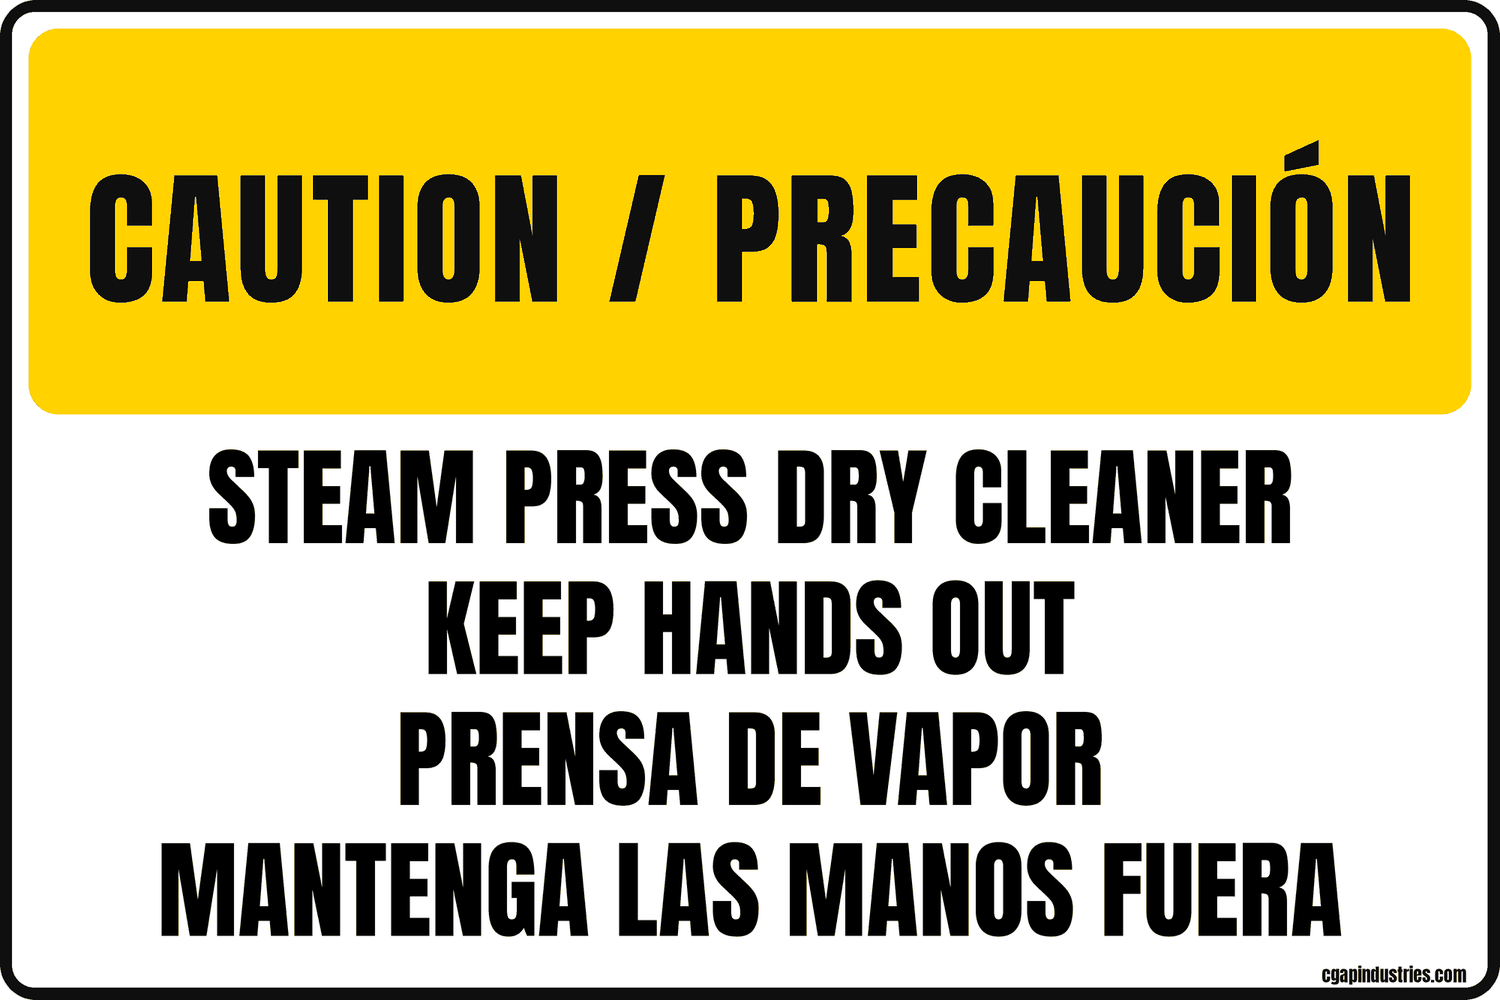 CAUTION / PRECAUCIÓN
STEAM PRESS DRY CLEANER
KEEP HANDS OUT
PRENSA DE VAPOR
MANTENGA LAS MANOS FUERA
cgapindustries.com